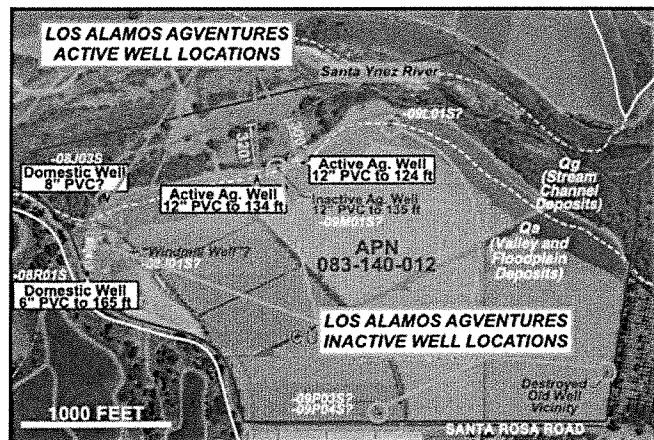 LOS ALAMOS AGVENTURES
ACTIVE WELL LOCATIONS
Santa Ynez River
-09L01S?
-08J03S
Domestic Well
8" PVC?
Active Ag. Well
12" PVC to 134 ft
Active Ag. Well
12" PVC to 124 ft
Inactive Ag. Well
12" PVC to 135 ft
-09M01S?
Qg
(Stream
Channel
Deposits)
Qa
(Valley and
Floodplain
Deposits)
APN
083-140-012
"Windmill Well"?
-08R01S
Domestic Well
6" PVC to 165 ft
LOS ALAMOS AGVENTURES
INACTIVE WELL LOCATIONS
Destroyed
Old Well
Vicinity
-09P03S?
-09P04S?
1000 FEET
SANTA ROSA ROAD